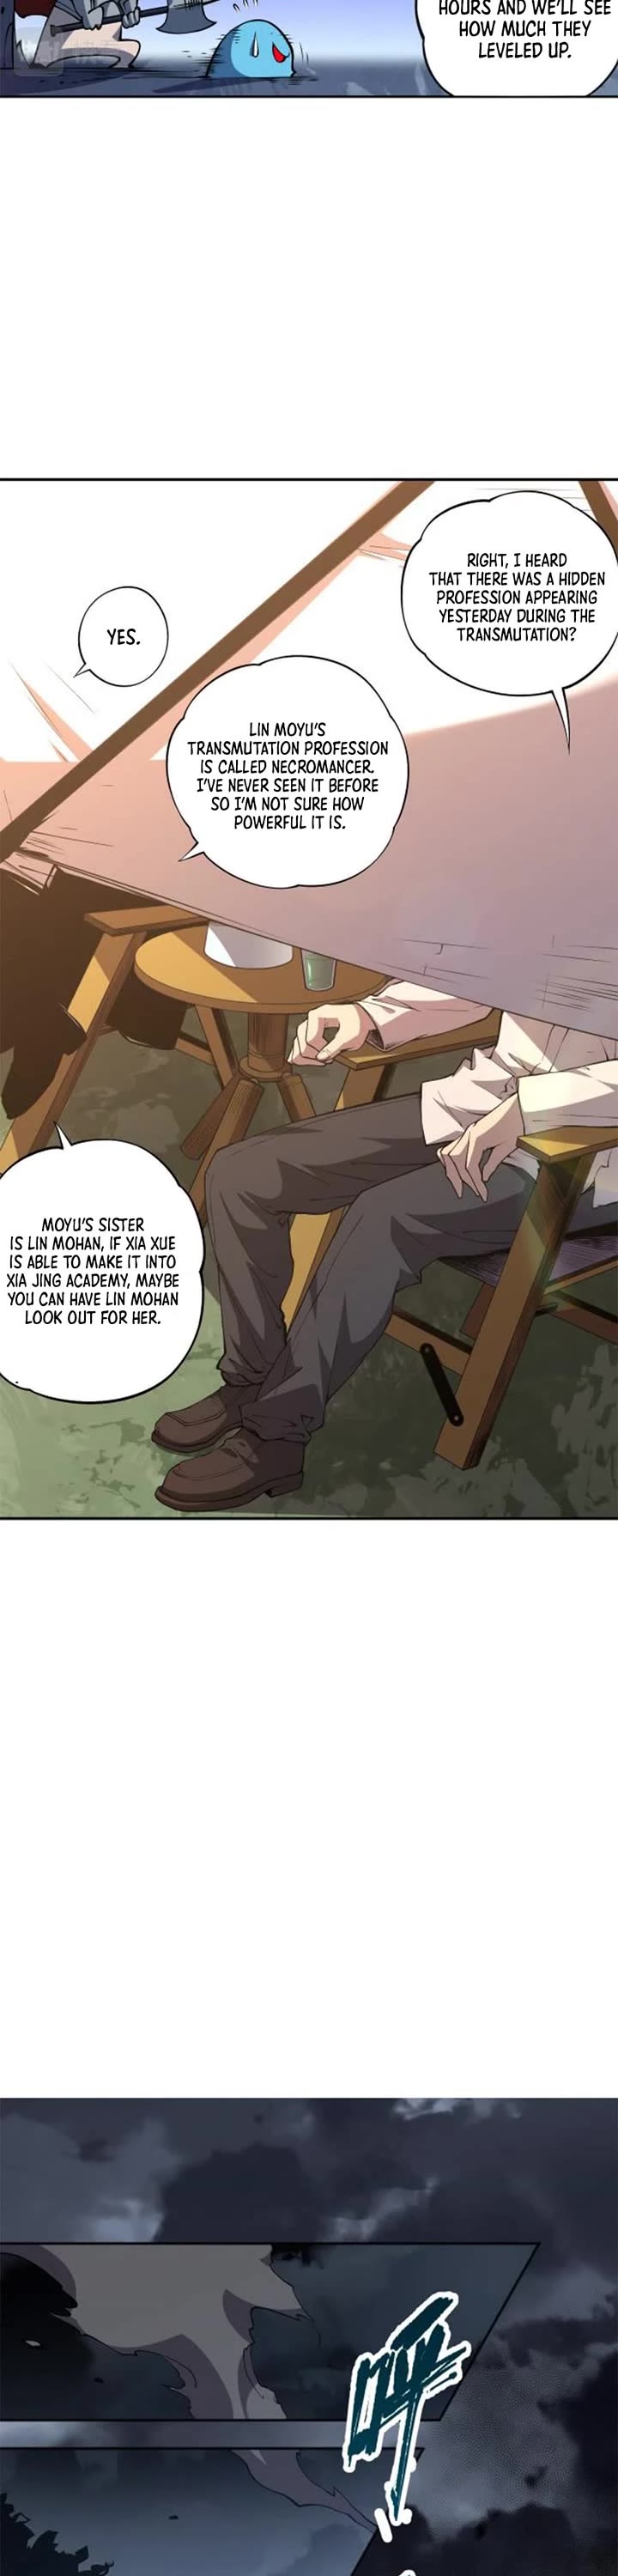 HOURS AND WE'LL SEE
HOW MUCH THEY
LEVELED UP.
RIGHT, I HEARD
THAT THERE WAS A HIDDEN
PROFESSION APPEARING
YESTERDAY DURING THE
TRANSMUTATION?
YES.
LIN MOYU'S
TRANSMUTATION PROFESSION
IS CALLED NECROMANCER.
I'VE NEVER SEEN IT BEFORE
SO I'M NOT SURE HOW
POWERFUL IT IS.
MOYU'S SISTER
IS LIN MOHAN, IF XIA XUE
IS ABLE TO MAKE IT INTO
XIA JING ACADEMY, MAYBE
YOU CAN HAVE LIN MOHAN
LOOK OUT FOR HER.
呼